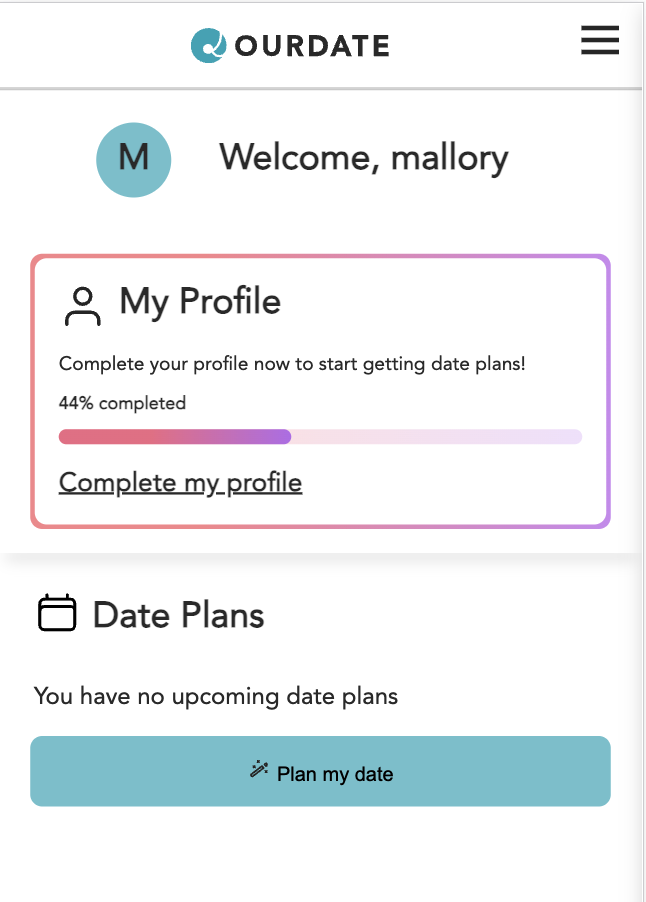 OURDATE
M
Welcome, mallory
My Profile
Complete your profile now to start getting date plans!
44% completed
Complete my profile
Date Plans
You have no upcoming date plans
Plan my date